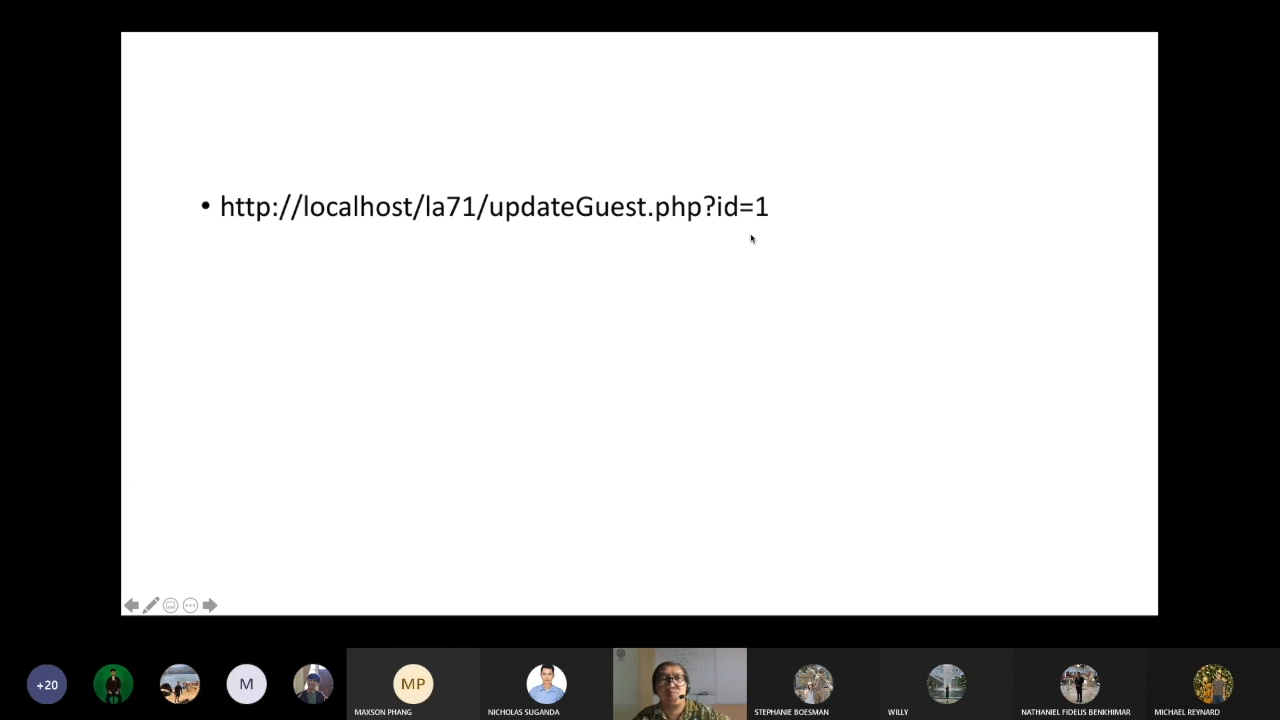 • http://localhost/la71/updateGuest.php?id=1
+20
M
MP
MAXSON PHANG
NICHOLAS SUGANDA
STEPHANIE BOESMAN
WILLY
NATHANIEL FIDELIS BENKHIMAR
MICHAEL REYNARD